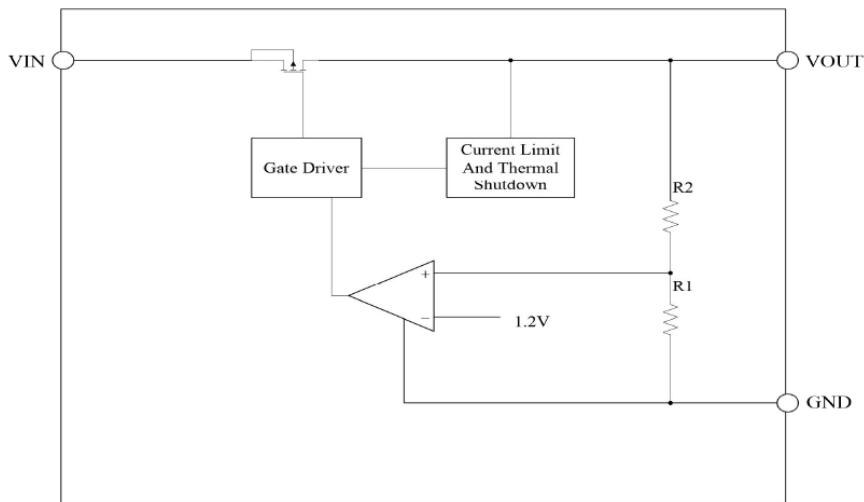 VIN
VOUT
Gate Driver
Current Limit
And Thermal
Shutdown
R2
+
R1
−
1.2V
GND